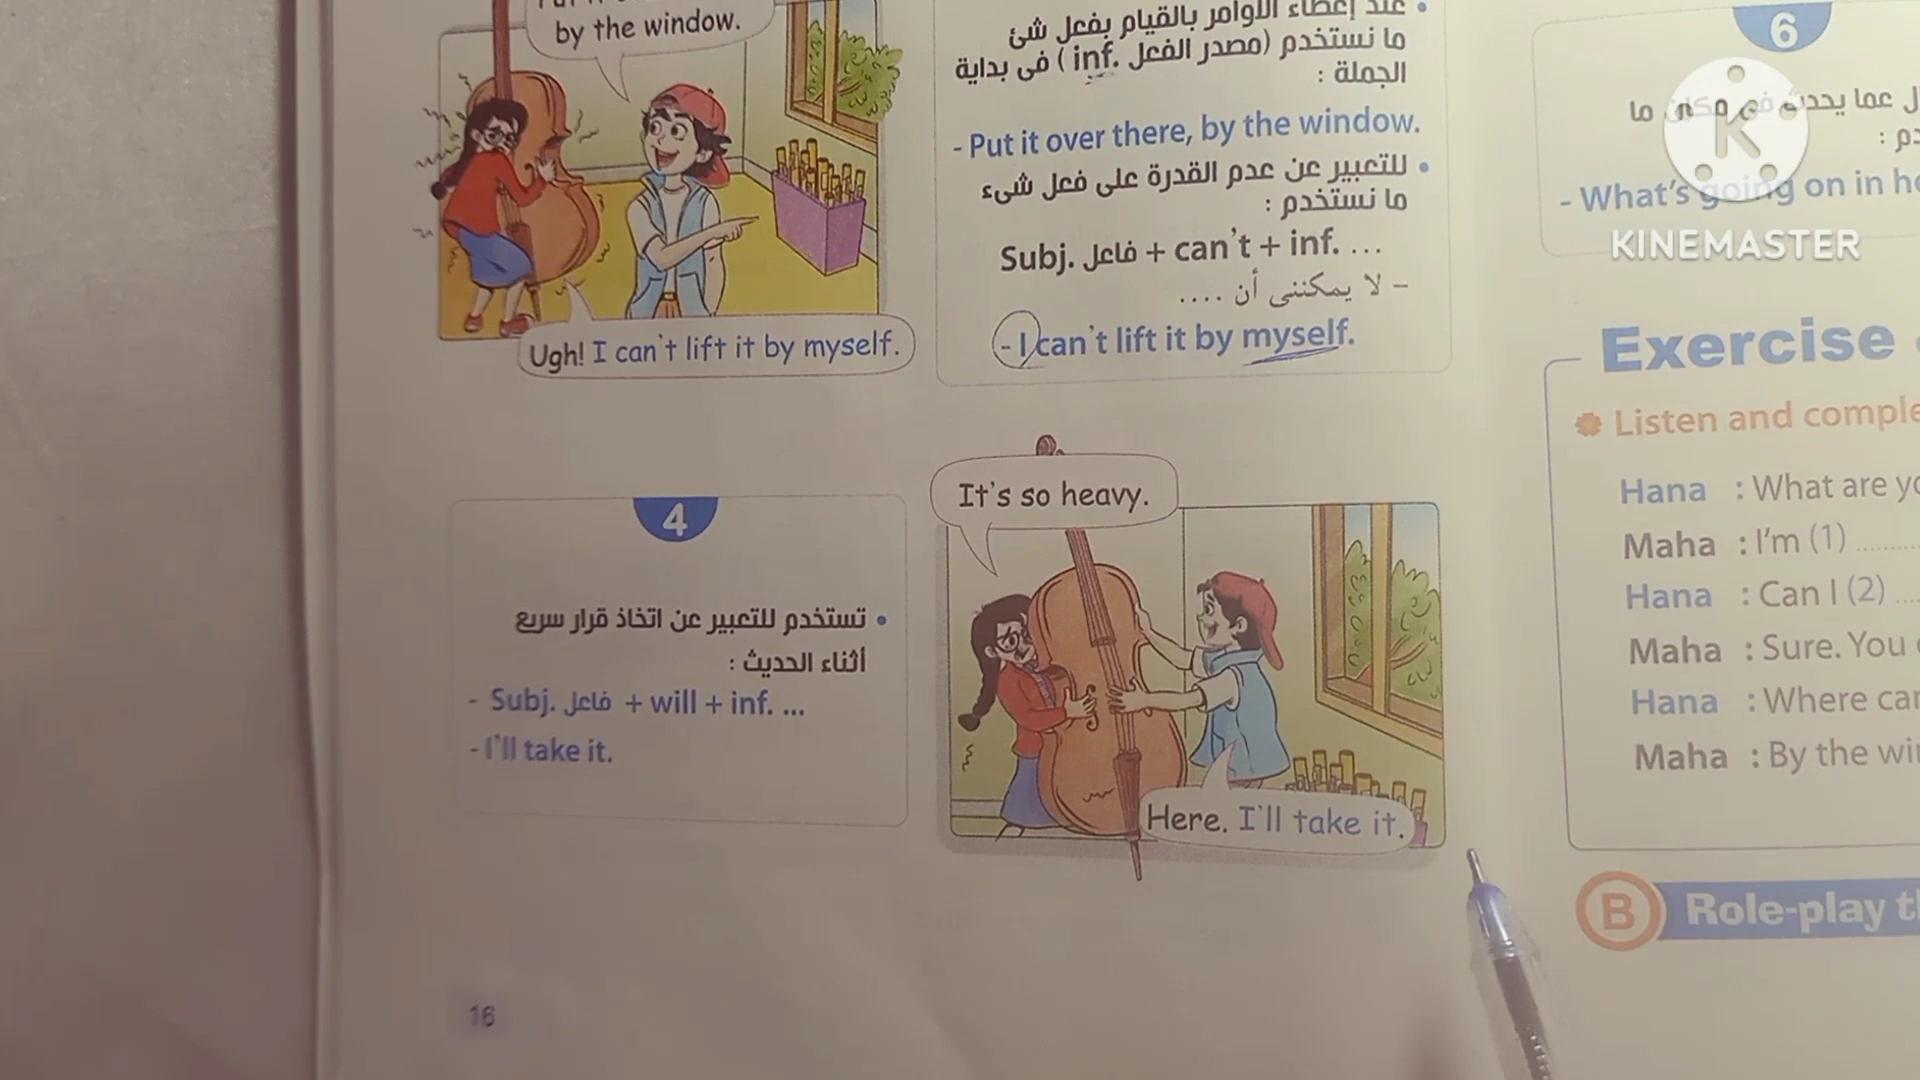 by the window.
Ugh! I can't lift it by myself.
• عند إعطاء الأوامر بالقيام بفعل شئ
ما نستخدم (مصدر الفعل inf.) فى بداية
الجملة :
- Put it over there, by the window.
• للتعبير عن عدم القدرة على فعل شىء
ما نستخدم :
Subj. فاعل + can't + inf. ...
- لا يمكننى أن ....
- I can't lift it by myself.
4
• تستخدم للتعبير عن اتخاذ قرار سريع
أثناء الحديث :
- Subj. فاعل + will + inf. ...
- I'll take it.
It's so heavy.
Here. I'll take it.
16
6
عما يحدث فى مكان ما
- What's going on in
K
KINEMASTER
Exercise
Listen and
Hana : What are
Maha : I'm (1) ........
Hana : Can I (2) ....
Maha : Sure. You
Hana : Where
Maha : By the
B Role-play